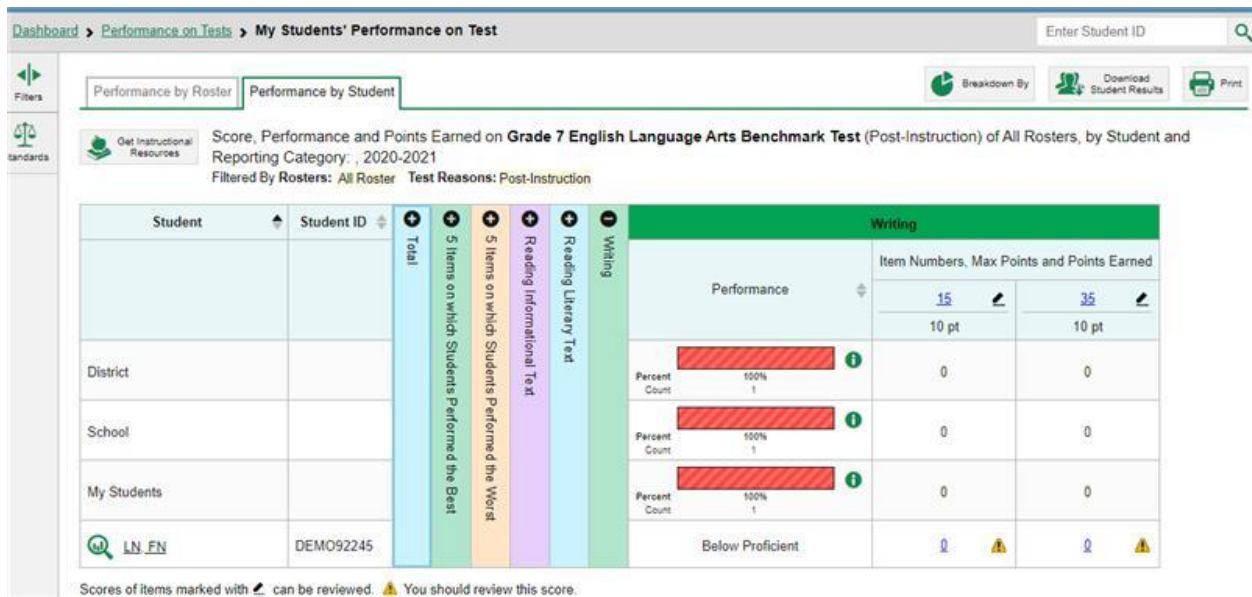 Dashboard > Performance on Tests > My Students' Performance on Test
Enter Student ID
Filters
tandards
Performance by Roster
Performance by Student
Breakdown By
Download
Student Results
Print
Get Instructional
Resources
Score, Performance and Points Earned on Grade 7 English Language Arts Benchmark Test (Post-Instruction) of All Rosters, by Student and
Reporting Category: , 2020-2021
Filtered By Rosters: All Roster Test Reasons: Post-Instruction
Student
Student ID
Total
5 Items on which Students Performed the Best
5 Items on which Students Performed the Worst
Reading Informational Text
Reading Literary Text
Writing
Writing
Performance
Item Numbers, Max Points and Points Earned
15 35
10 pt 10 pt
District
Percent 100%
Count 1
0 0
School
Percent 100%
Count 1
0 0
My Students
Percent 100%
Count 1
0 0
LN, FN DEMO92245 Below Proficient 0 0
Scores of items marked with can be reviewed. You should review this score.